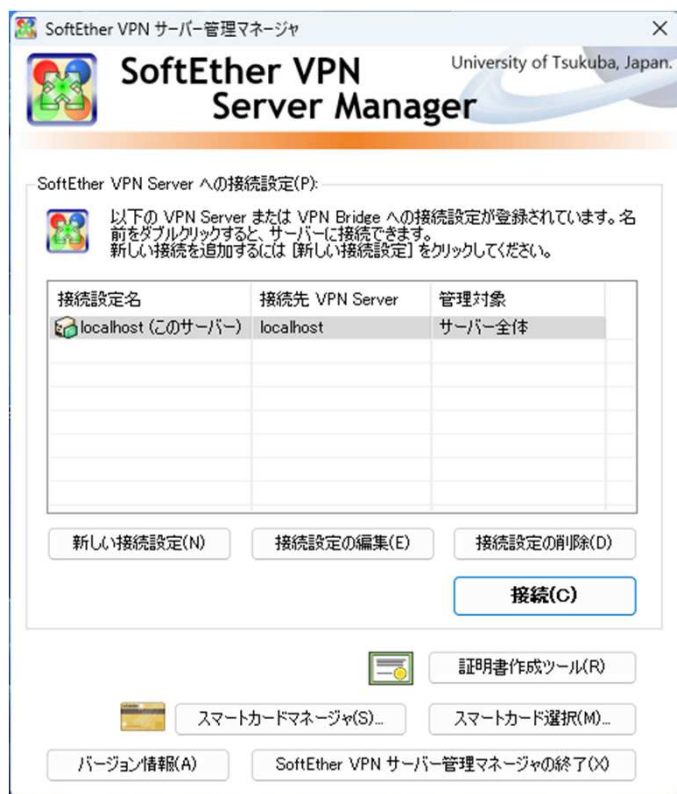 SoftEther VPN サーバー管理マネージャ
SoftEther VPN
Server Manager
University of Tsukuba, Japan.
SoftEther VPN Server への接続設定(P):
以下の VPN Server または VPN Bridge への接続設定が登録されています。名
前をダブルクリックすると、サーバーに接続できます。
新しい接続を追加するには [新しい接続設定] をクリックしてください。
接続設定名 接続先 VPN Server 管理対象
localhost (このサーバー) localhost サーバー全体
新しい接続設定(N) 接続設定の編集(E) 接続設定の削除(D)
接続(C)
証明書作成ツール(R)
スマートカードマネージャ(S)... スマートカード選択(M)...
バージョン情報(A) SoftEther VPN サーバー管理マネージャの終了(X)